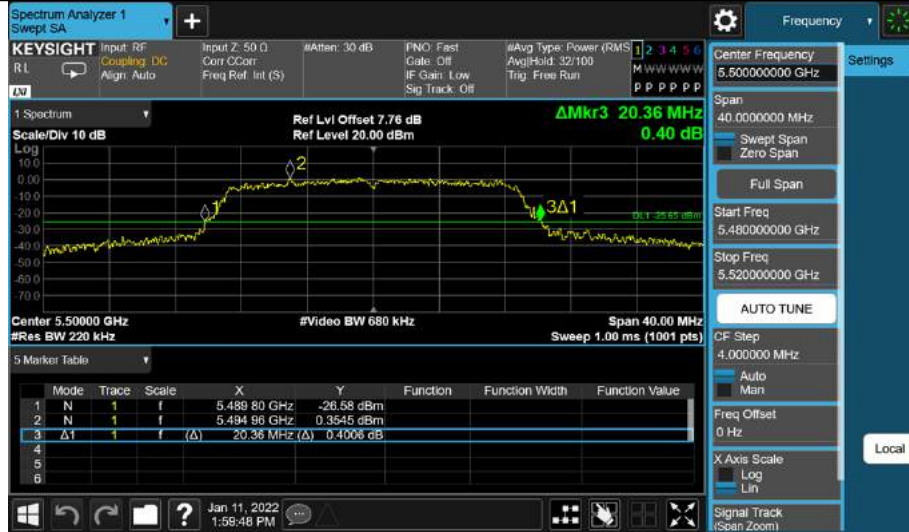 Spectrum Analyzer 1
Swept SA
+
Frequency
KEYSIGHT
RL
LXI
Input: RF
Coupling: DC
Align: Auto
Input Z: 50 Ω
Corr CCorr
Freq Ref: Int (S)
#Atten: 30 dB
PNO: Fast
Gate: Off
IF Gain: Low
Sig Track: Off
#Avg Type: Power (RMS
Avg|Hold: 32/100
Trig: Free Run
1 2 3 4 5 6
M W W W W W
P P P P P P
1 Spectrum
Scale/Div 10 dB
Ref Lvl Offset 7.76 dB
Ref Level 20.00 dBm
ΔMkr3 20.36 MHz
0.40 dB
Log
10.0
0.00
-10.0
-20.0
-30.0
-40.0
-50.0
-60.0
-70.0
1
2
3Δ1
DL1 -25.65 dBm
Center 5.50000 GHz
#Res BW 220 kHz
#Video BW 680 kHz
Span 40.00 MHz
Sweep 1.00 ms (1001 pts)
5 Marker Table
Mode Trace Scale X Y Function Function Width Function Value
1 N 1 f 5.489 80 GHz -26.58 dBm
2 N 1 f 5.494 96 GHz 0.3545 dBm
3 Δ1 1 f (Δ) 20.36 MHz (Δ) 0.4006 dB
4
5
6
Jan 11, 2022
1:59:48 PM
Center Frequency
5.500000000 GHz
Span
40.0000000 MHz
Swept Span
Zero Span
Full Span
Start Freq
5.480000000 GHz
Stop Freq
5.520000000 GHz
AUTO TUNE
CF Step
4.000000 MHz
Auto
Man
Freq Offset
0 Hz
X Axis Scale
Log
Lin
Signal Track
(Span Zoom)
Settings
Local